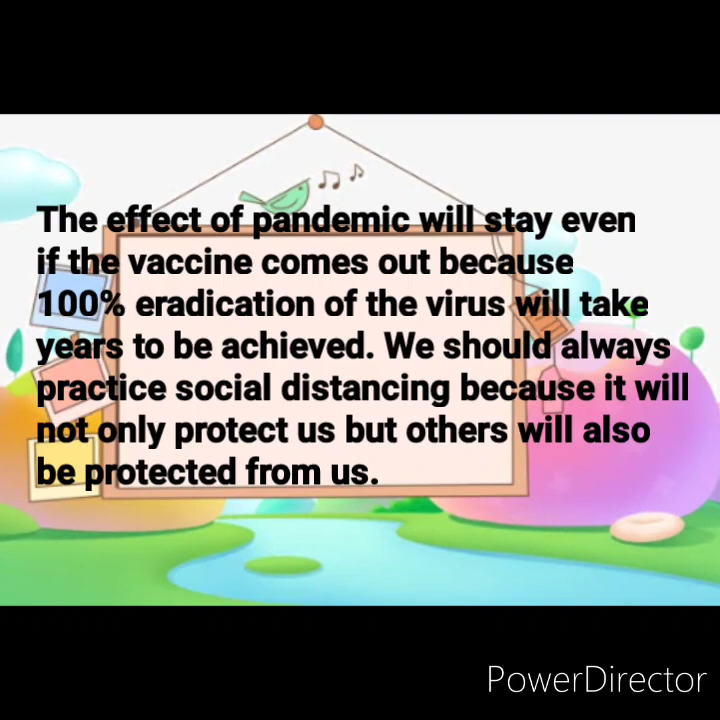 The effect of pandemic will stay even
if the vaccine comes out because
100% eradication of the virus will take
years to be achieved. We should always
practice social distancing because it will
not only protect us but others will also
be protected from us.
PowerDirector